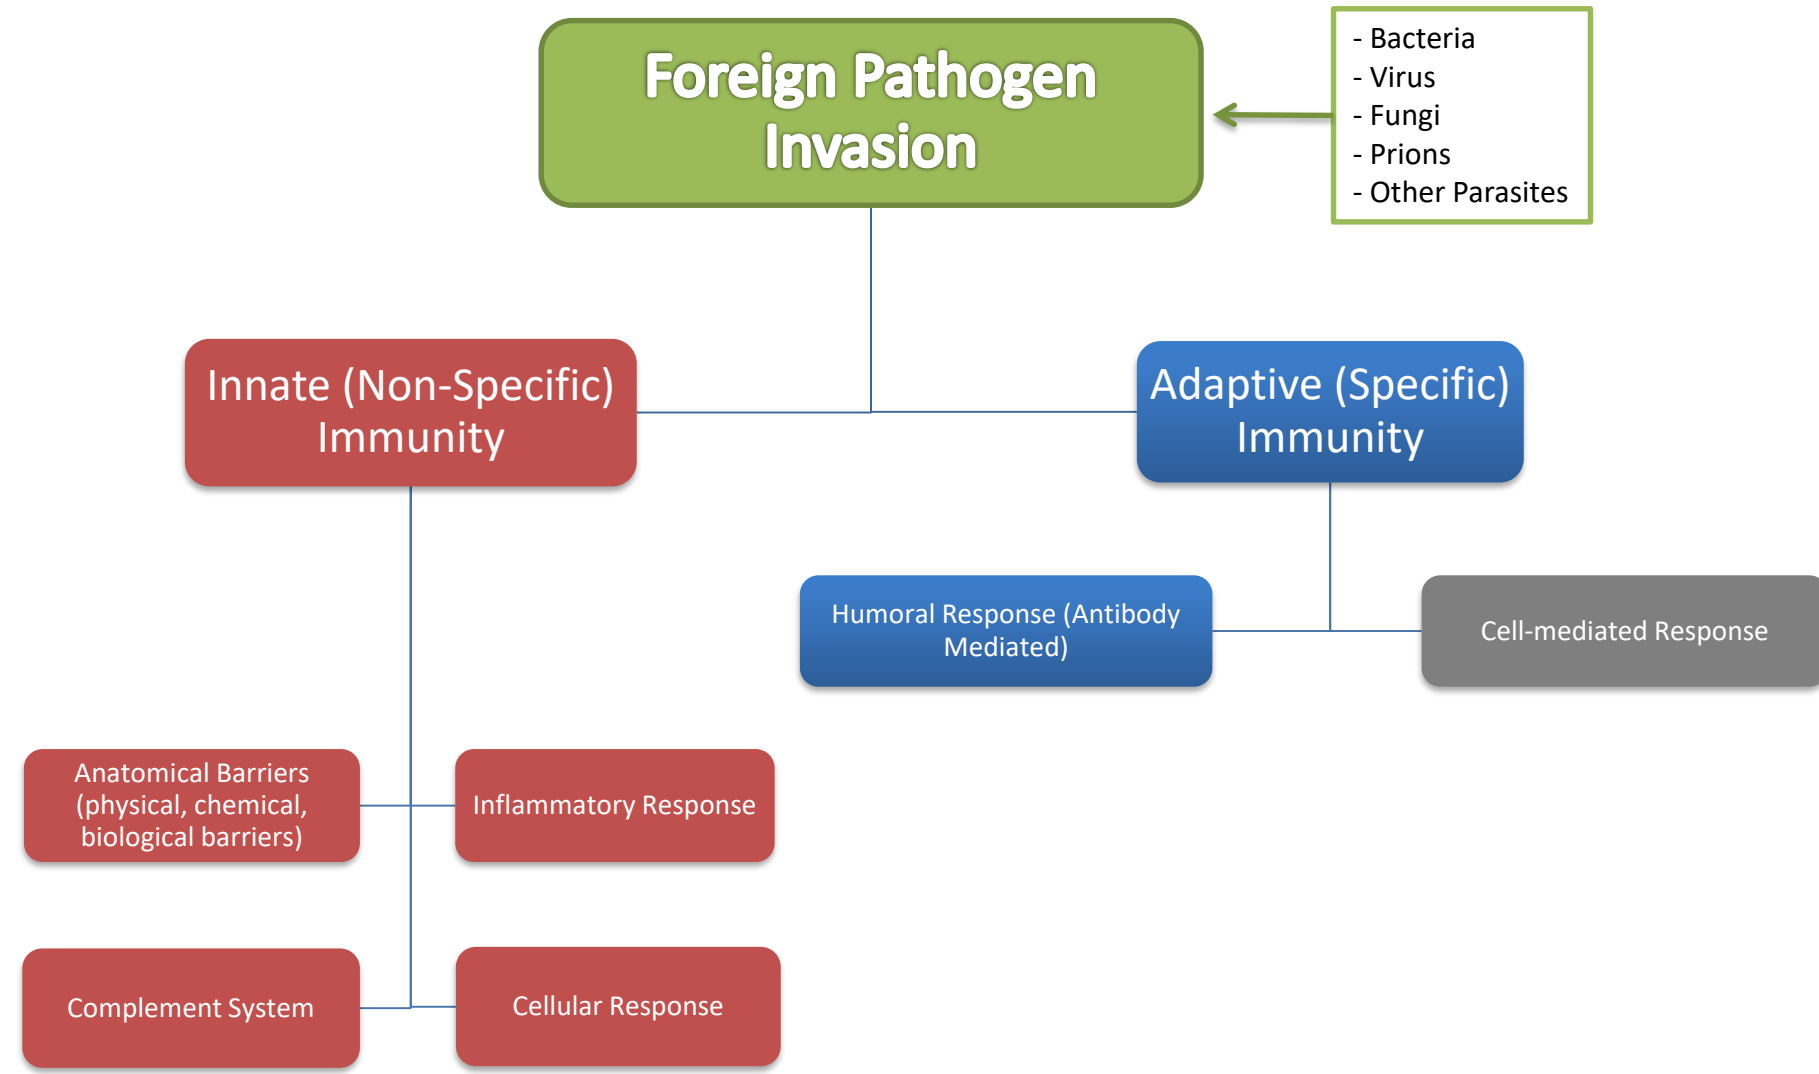 Foreign Pathogen
Invasion
- Bacteria
- Virus
- Fungi
- Prions
- Other Parasites
Innate (Non-Specific)
Immunity
Adaptive (Specific)
Immunity
Humoral Response (Antibody
Mediated)
Cell-mediated Response
Anatomical Barriers
(physical, chemical,
biological barriers)
Inflammatory Response
Complement System
Cellular Response